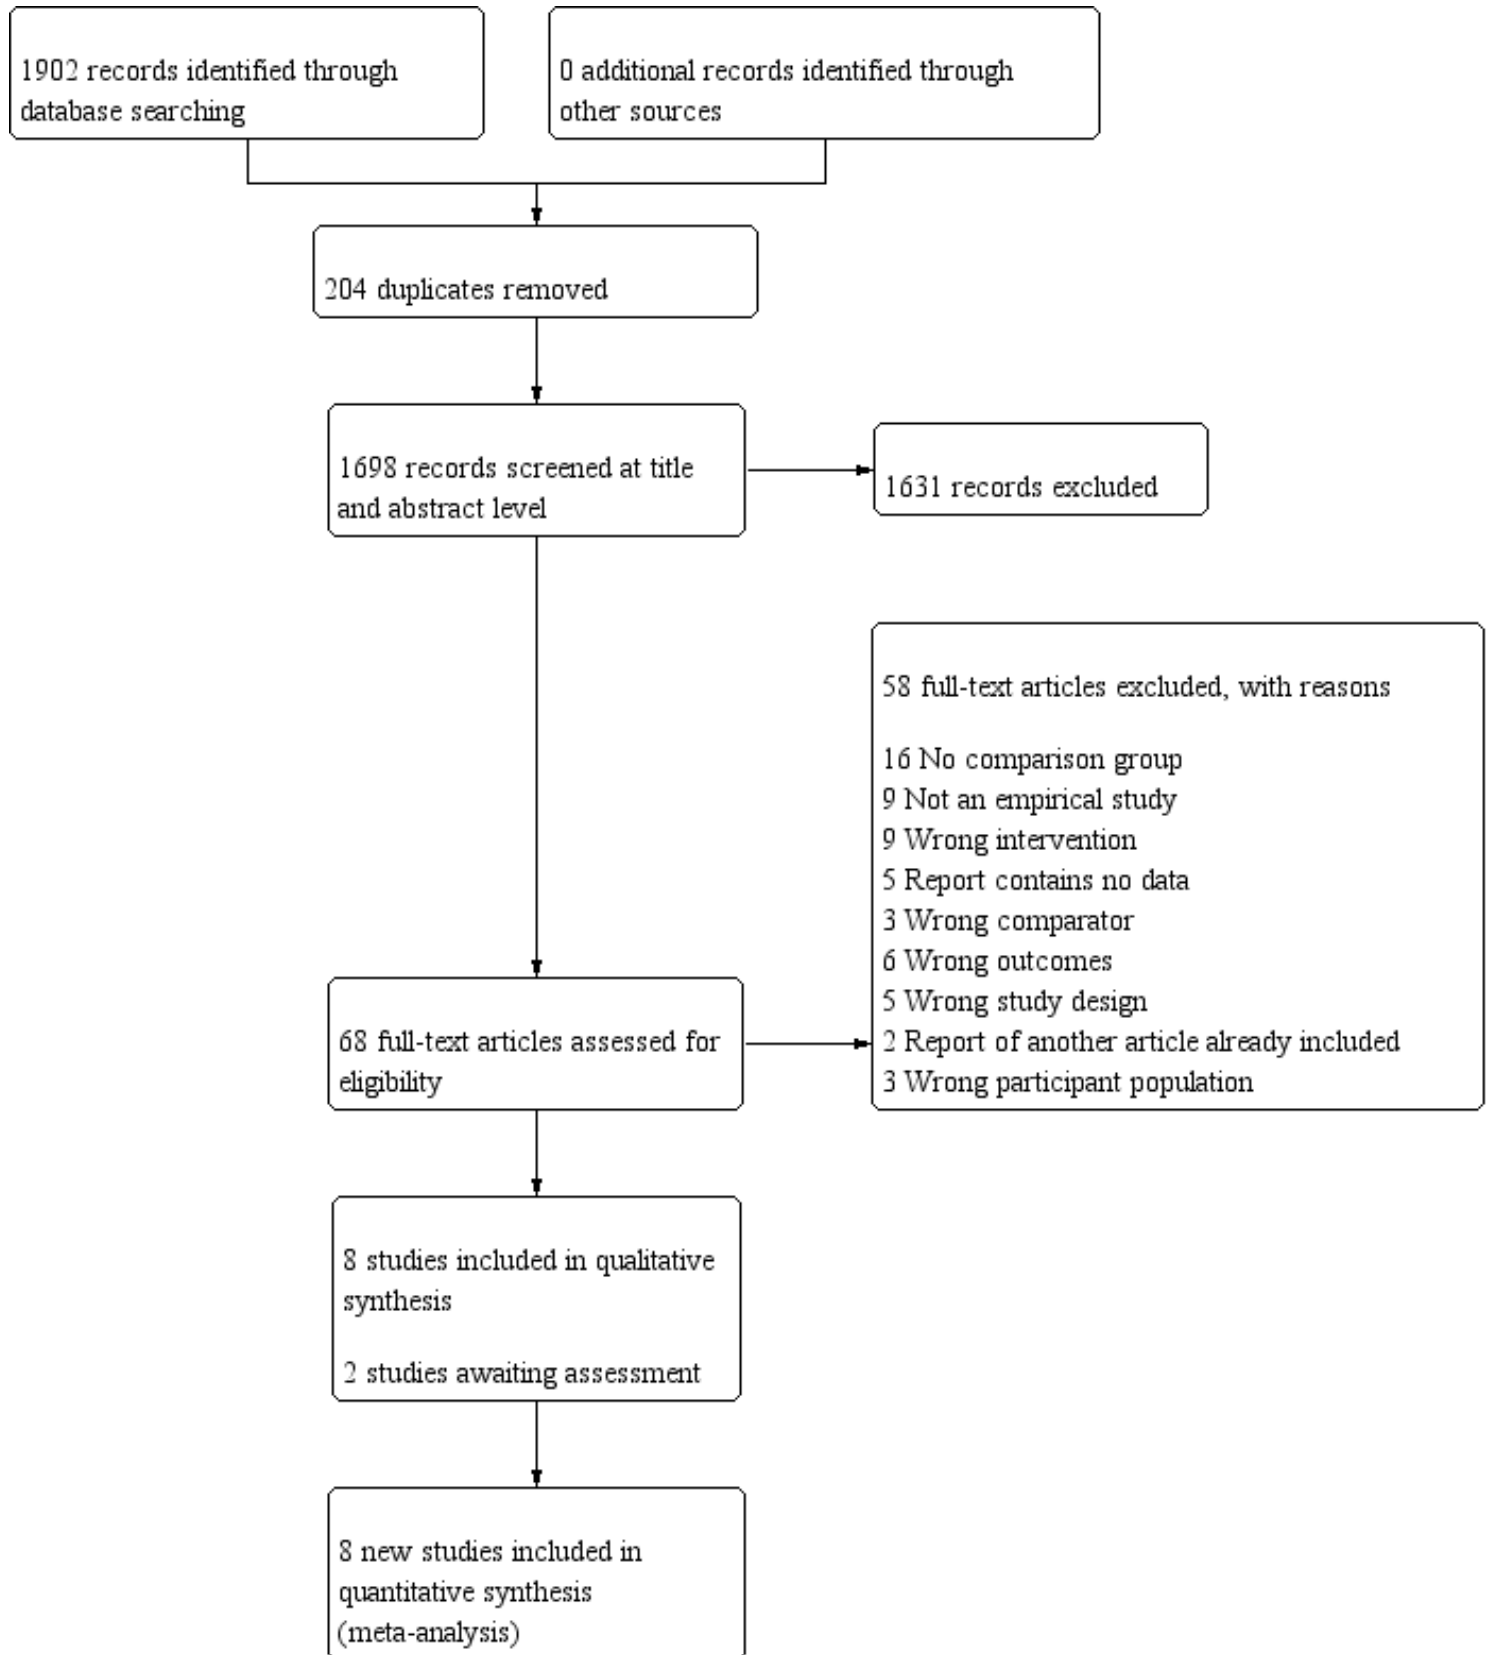 1902 records identified through
database searching
0 additional records identified through
other sources
204 duplicates removed
1698 records screened at title
and abstract level
1631 records excluded
58 full-text articles excluded, with reasons
16 No comparison group
9 Not an empirical study
9 Wrong intervention
5 Report contains no data
3 Wrong comparator
6 Wrong outcomes
5 Wrong study design
2 Report of another article already included
3 Wrong participant population
68 full-text articles assessed for
eligibility
8 studies included in qualitative
synthesis
2 studies awaiting assessment
8 new studies included in
quantitative synthesis
(meta-analysis)